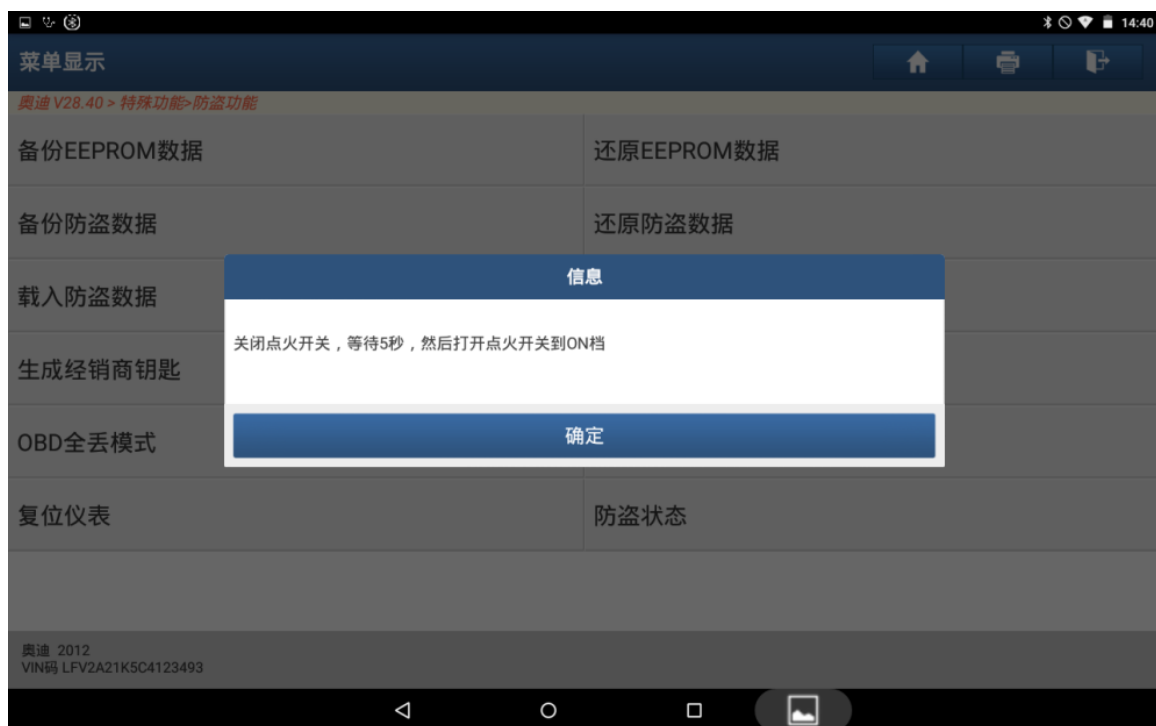 14:40
菜单显示
奥迪 V28.40 > 特殊功能>防盗功能
备份EEPROM数据
还原EEPROM数据
备份防盗数据
还原防盗数据
信息
载入防盗数据
关闭点火开关，等待5秒，然后打开点火开关到ON档
生成经销商钥匙
确定
OBD全丢模式
复位仪表
防盗状态
奥迪 2012
VIN码 LFV2A21K5C4123493